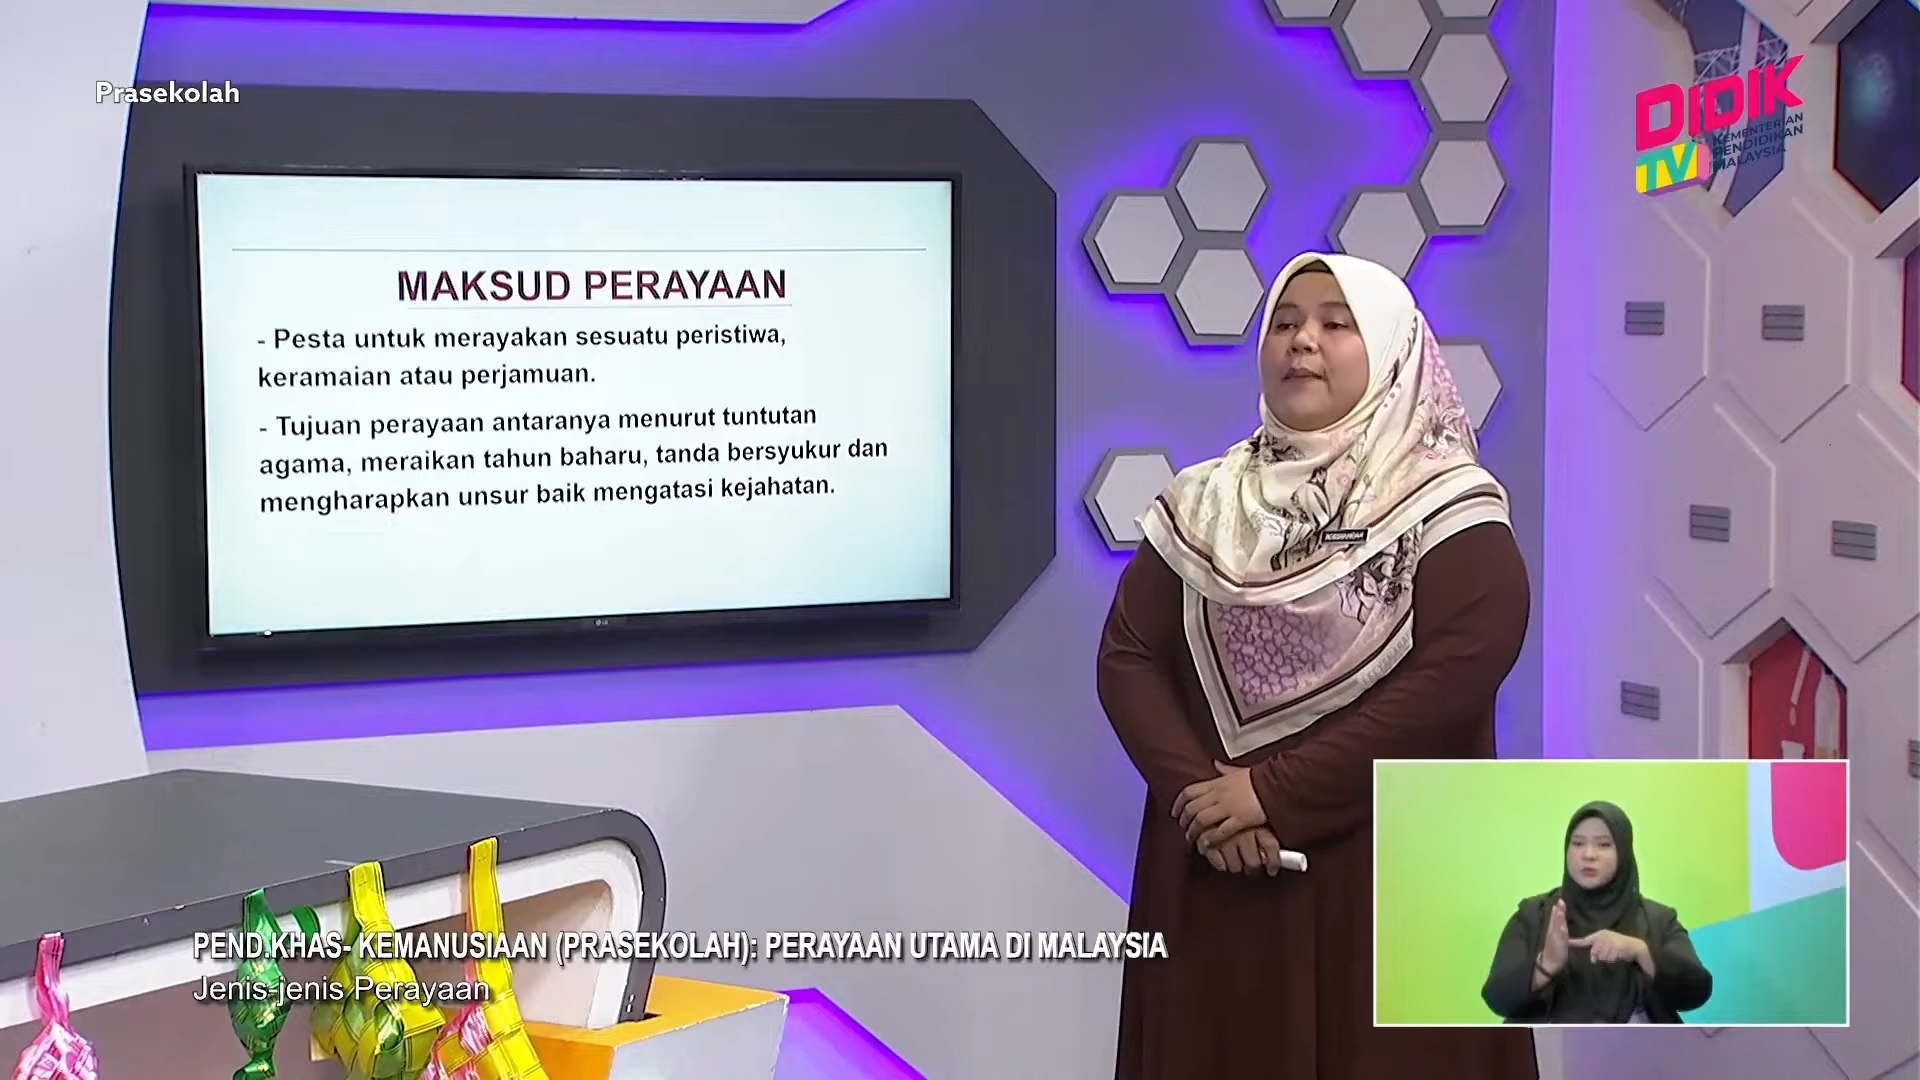 Prasekolah
DIDIK
TV
KEMENTERIAN
PENDIDIKAN
MALAYSIA
MAKSUD PERAYAAN
- Pesta untuk merayakan sesuatu peristiwa,
keramaian atau perjamuan.
- Tujuan perayaan antaranya menurut tuntutan
agama, meraikan tahun baharu, tanda bersyukur dan
mengharapkan unsur baik mengatasi kejahatan.
LG
PEND.KHAS- KEMANUSIAAN (PRASEKOLAH): PERAYAAN UTAMA DI MALAYSIA
Jenis-jenis Perayaan